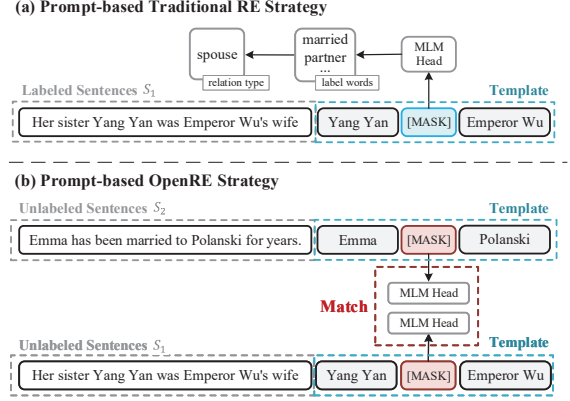 (a) Prompt-based Traditional RE Strategy
spouse
relation type
married
partner
...
label words
MLM
Head
Labeled Sentences S₁
Template
Her sister Yang Yan was Emperor Wu's wife
Yang Yan
[MASK]
Emperor Wu
(b) Prompt-based OpenRE Strategy
Unlabeled Sentences S₂
Template
Emma has been married to Polanski for years.
Emma
[MASK]
Polanski
Match
MLM Head
MLM Head
Unlabeled Sentences S₁
Template
Her sister Yang Yan was Emperor Wu's wife
Yang Yan
[MASK]
Emperor Wu